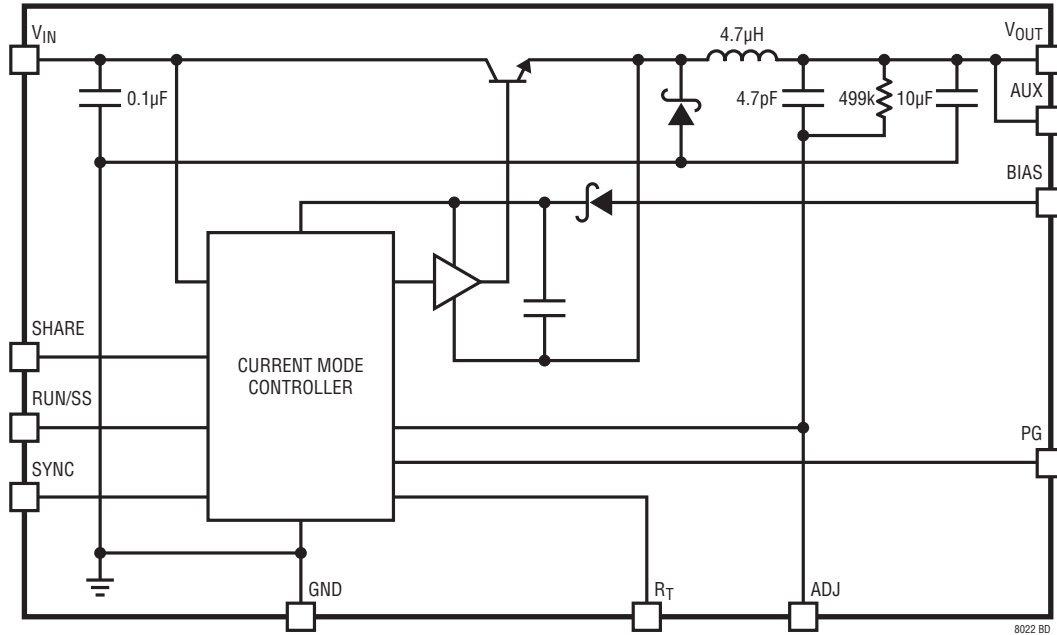 VIN
0.1µF
4.7µH
4.7pF
499k
10µF
VOUT
AUX
BIAS
SHARE
RUN/SS
SYNC
CURRENT MODE
CONTROLLER
PG
GND
RT
ADJ
8022 BD